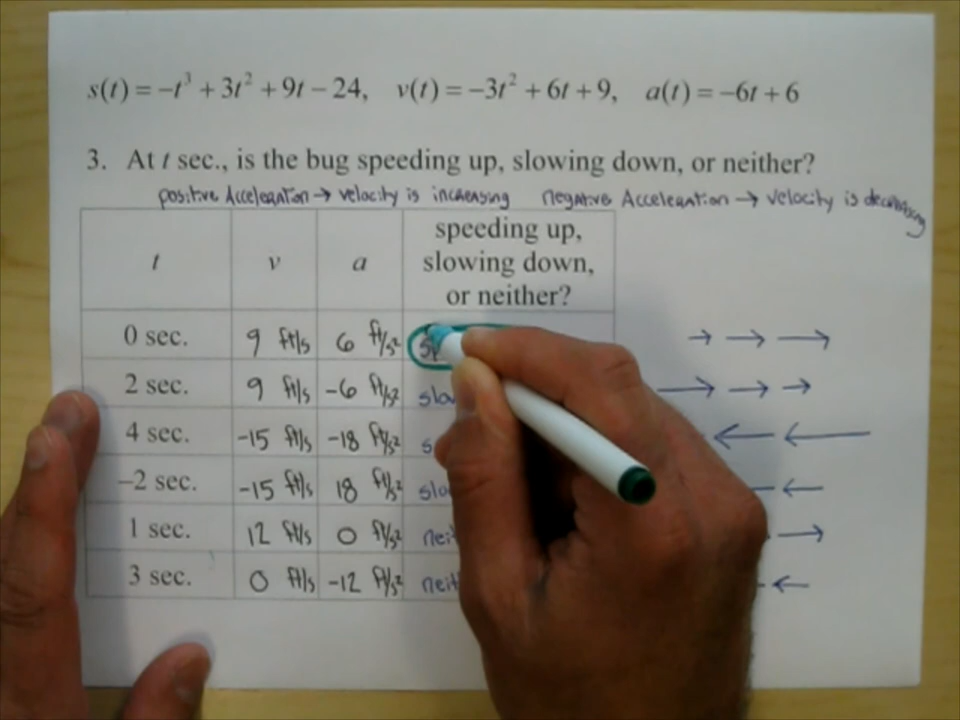 s(t) = −t³ + 3t² + 9t − 24, v(t) = −3t² + 6t + 9, a(t) = −6t + 6
3. At t sec., is the bug speeding up, slowing down, or neither?
positive Acceleration → velocity is increasing negative Acceleration → velocity is decreasing
t v a speeding up, slowing down, or neither?
0 sec. 9 ft/s 6 ft/s²
2 sec. 9 ft/s -6 ft/s²
4 sec. -15 ft/s -18 ft/s²
−2 sec. -15 ft/s 18 ft/s²
1 sec. 12 ft/s 0 ft/s²
3 sec. 0 ft/s -12 ft/s²